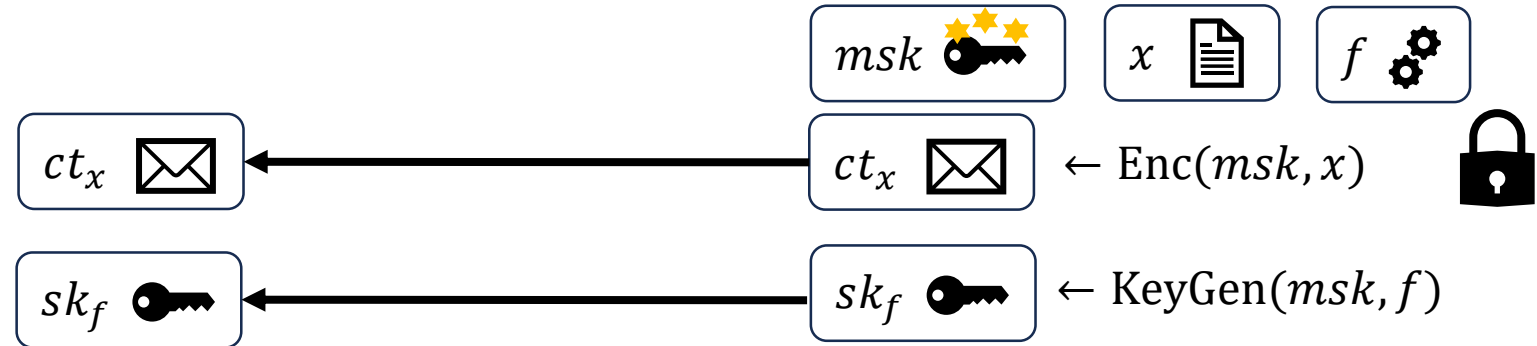 msk x f
ct_x ct_x ← Enc(msk, x)
sk_f sk_f ← KeyGen(msk, f)